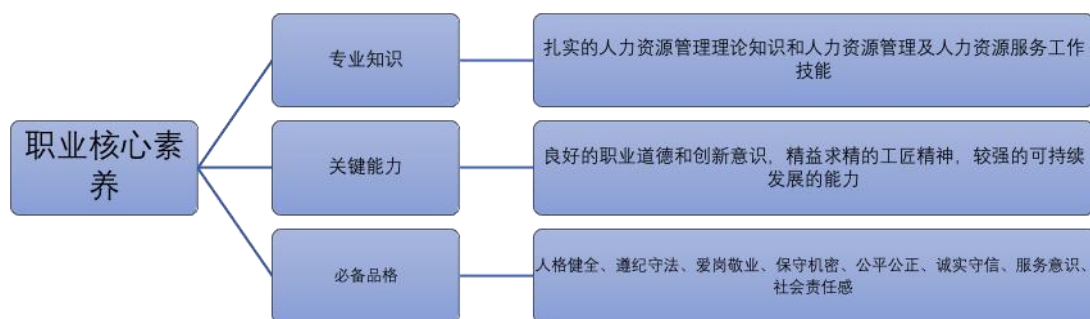 职业核心素
养
专业知识
扎实的人力资源管理理论知识和人力资源管理及人力资源服务工作
技能
关键能力
良好的职业道德和创新意识，精益求精的工匠精神，较强的可持续
发展的能力
必备品格
人格健全、遵纪守法、爱岗敬业、保守机密、公平公正、诚实守信、服务意识、
社会责任感